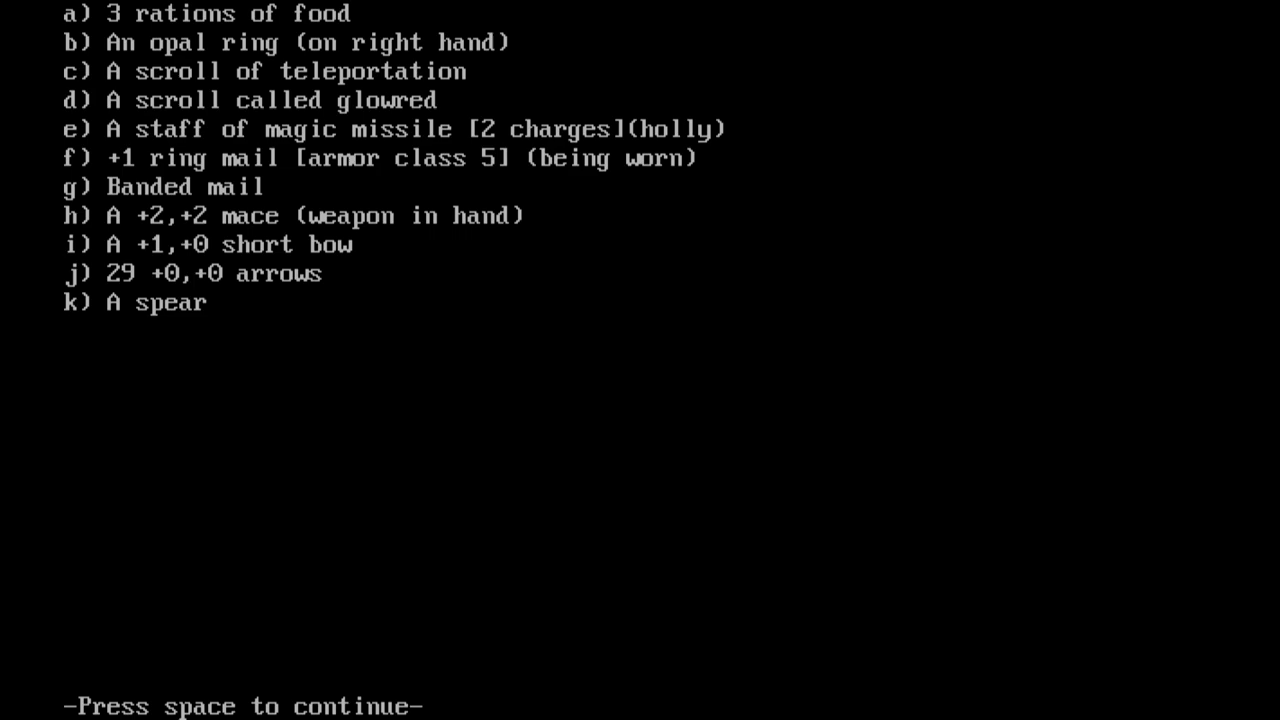 a) 3 rations of food
b) An opal ring (on right hand)
c) A scroll of teleportation
d) A scroll called glowred
e) A staff of magic missile [2 charges](holly)
f) +1 ring mail [armor class 5] (being worn)
g) Banded mail
h) A +2,+2 mace (weapon in hand)
i) A +1,+0 short bow
j) 29 +0,+0 arrows
k) A spear
-Press space to continue-